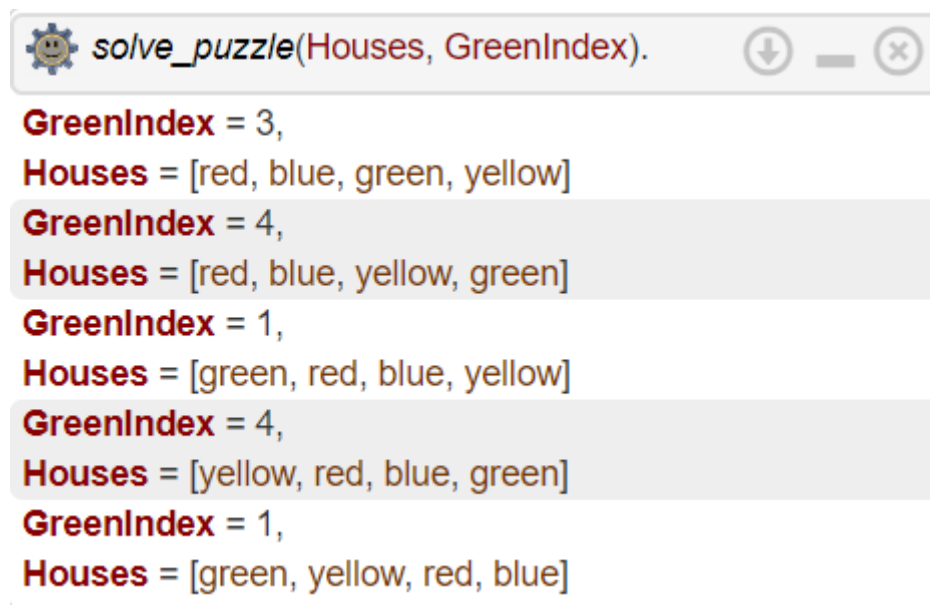 solve_puzzle(Houses, GreenIndex).
GreenIndex = 3,
Houses = [red, blue, green, yellow]
GreenIndex = 4,
Houses = [red, blue, yellow, green]
GreenIndex = 1,
Houses = [green, red, blue, yellow]
GreenIndex = 4,
Houses = [yellow, red, blue, green]
GreenIndex = 1,
Houses = [green, yellow, red, blue]